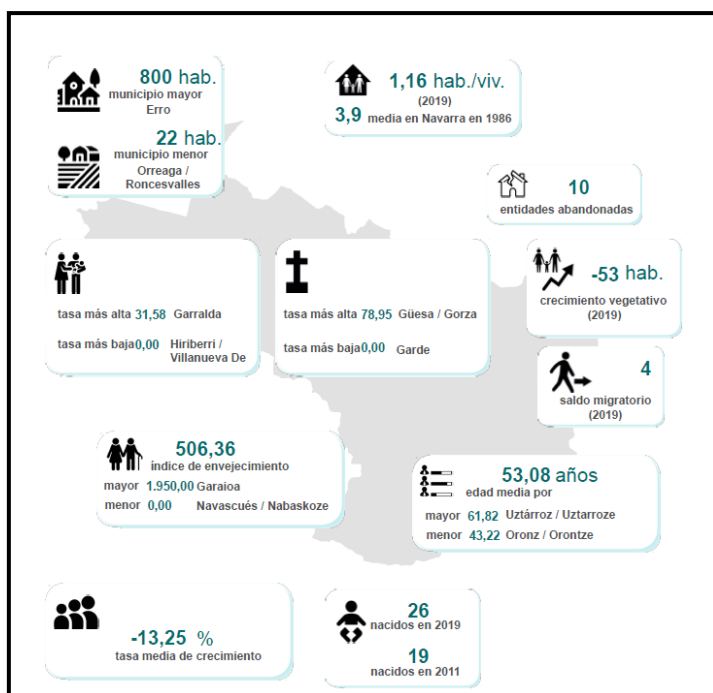 800 hab.
municipio mayor
Erro
22 hab.
municipio menor
Orreaga /
Roncesvalles
1,16 hab./viv.
(2019)
3,9 media en Navarra en 1986
10
entidades abandonadas
tasa más alta 31,58 Garralda
tasa más baja 0,00 Hiriberri /
Villanueva De
tasa más alta 78,95 Güesa / Gorza
tasa más baja 0,00 Garde
-53 hab.
crecimiento vegetativo
(2019)
4
saldo migratorio
(2019)
506,36
índice de envejecimiento
mayor 1.950,00 Garaioa
menor 0,00 Navascués / Nabaskoze
53,08 años
edad media por
mayor 61,82 Uztárroz / Uztarroze
menor 43,22 Oronz / Orontze
-13,25 %
tasa media de crecimiento
26
nacidos en 2019
19
nacidos en 2011